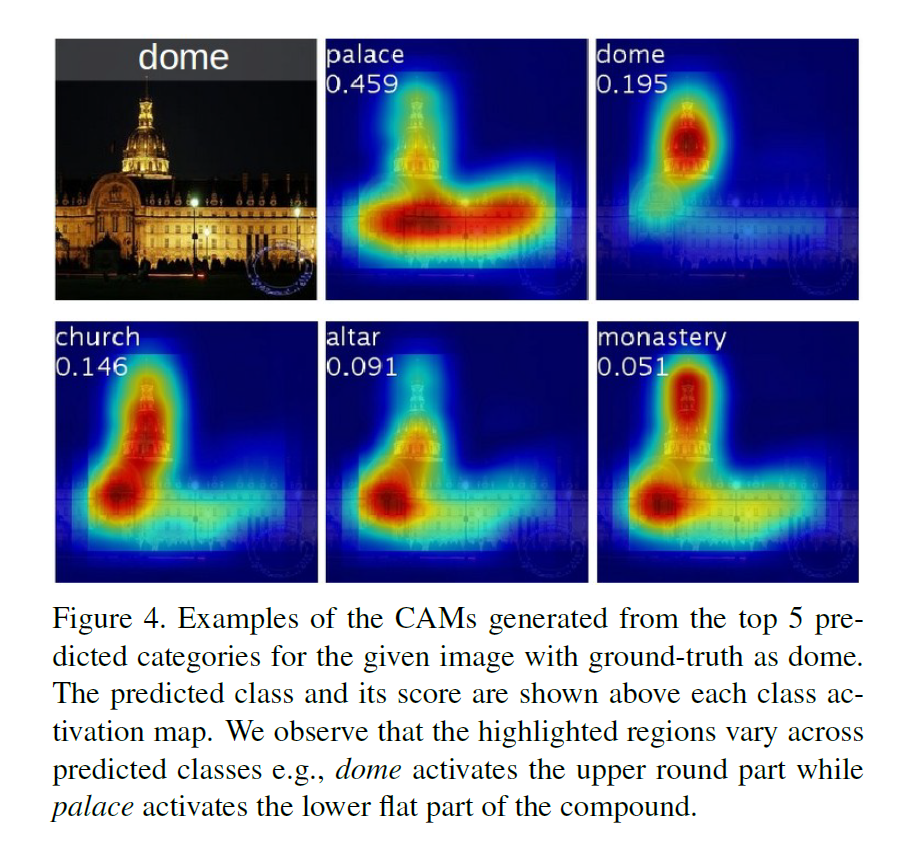 dome
palace
0.459
dome
0.195
church
0.146
altar
0.091
monastery
0.051
Figure 4. Examples of the CAMs generated from the top 5 pre-
dicted categories for the given image with ground-truth as dome.
The predicted class and its score are shown above each class ac-
tivation map. We observe that the highlighted regions vary across
predicted classes e.g., dome activates the upper round part while
palace activates the lower flat part of the compound.